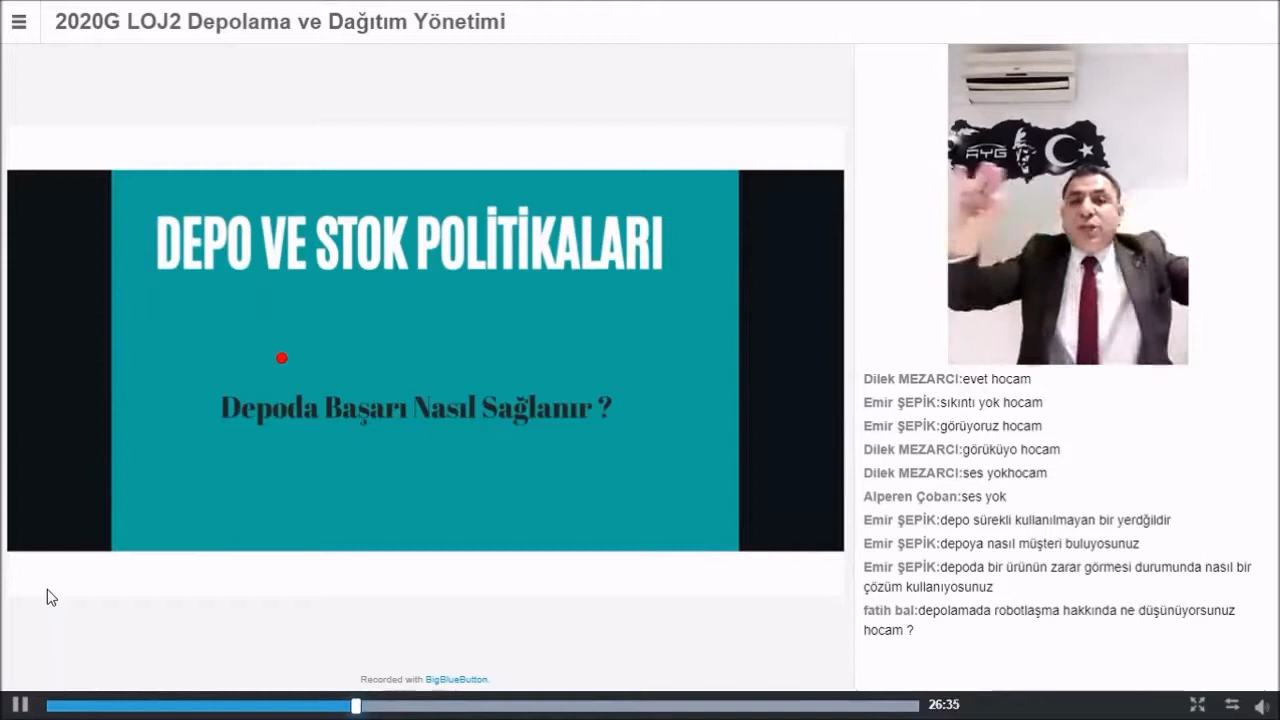 2020G LOJ2 Depolama ve Dağıtım Yönetimi
DEPO VE STOK POLİTİKALARI
Depoda Başarı Nasıl Sağlanır ?
AYG
Dilek MEZARCI:evet hocam
Emir ŞEPİK:sıkıntı yok hocam
Emir ŞEPİK:görüyoruz hocam
Dilek MEZARCI:görüküyo hocam
Dilek MEZARCI:ses yokhocam
Alperen Çoban:ses yok
Emir ŞEPİK:depo sürekli kullanılmayan bir yerdğildir
Emir ŞEPİK:depoya nasıl müşteri buluyosunuz
Emir ŞEPİK:depoda bir ürünün zarar görmesi durumunda nasıl bir
çözüm kullanıyosunuz
fatih bal:depolamada robotlaşma hakkında ne düşünüyorsunuz
hocam ?
Recorded with BigBlueButton.
26:35